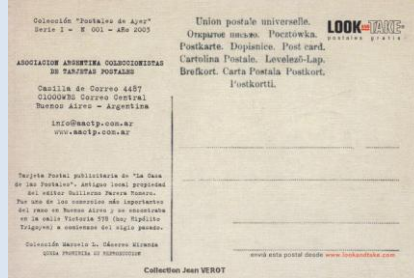 Colección "Postales de Ayer"
Serie I - N 001 - Año 2003
ASOCIACION ARGENTINA COLECCIONISTAS
DE TARJETAS POSTALES
Casilla de Correo 4487
C1000WBS Correo Central
Buenos Aires - Argentina
info@aactp.com.ar
www.aactp.com.ar
Tarjeta Postal publicitaria de "La Casa
de las Postales". Antiguo local propiedad
del editor Guillermo Parera Romero.
Fue uno de los comercios más importantes
del ramo en Buenos Aires y se encontraba
en la calle Victoria 578 (hoy Hipólito
Yrigoyen) a comienzos del siglo pasado.
Colección Marcelo L. Cáceres Miranda
QUEDA PROHIBIDA SU REPRODUCCION
Union postale universelle.
Открытое письмо. Pocztówka.
Postkarte. Dopisnice. Post card.
Cartolina Postale. Levelező-Lap.
Brefkort. Carta Postala Postkort.
Postkortti.
LOOK AND TAKE
postales gratis
enviá esta postal desde www.lookandtake.com
Collection Jean VEROT